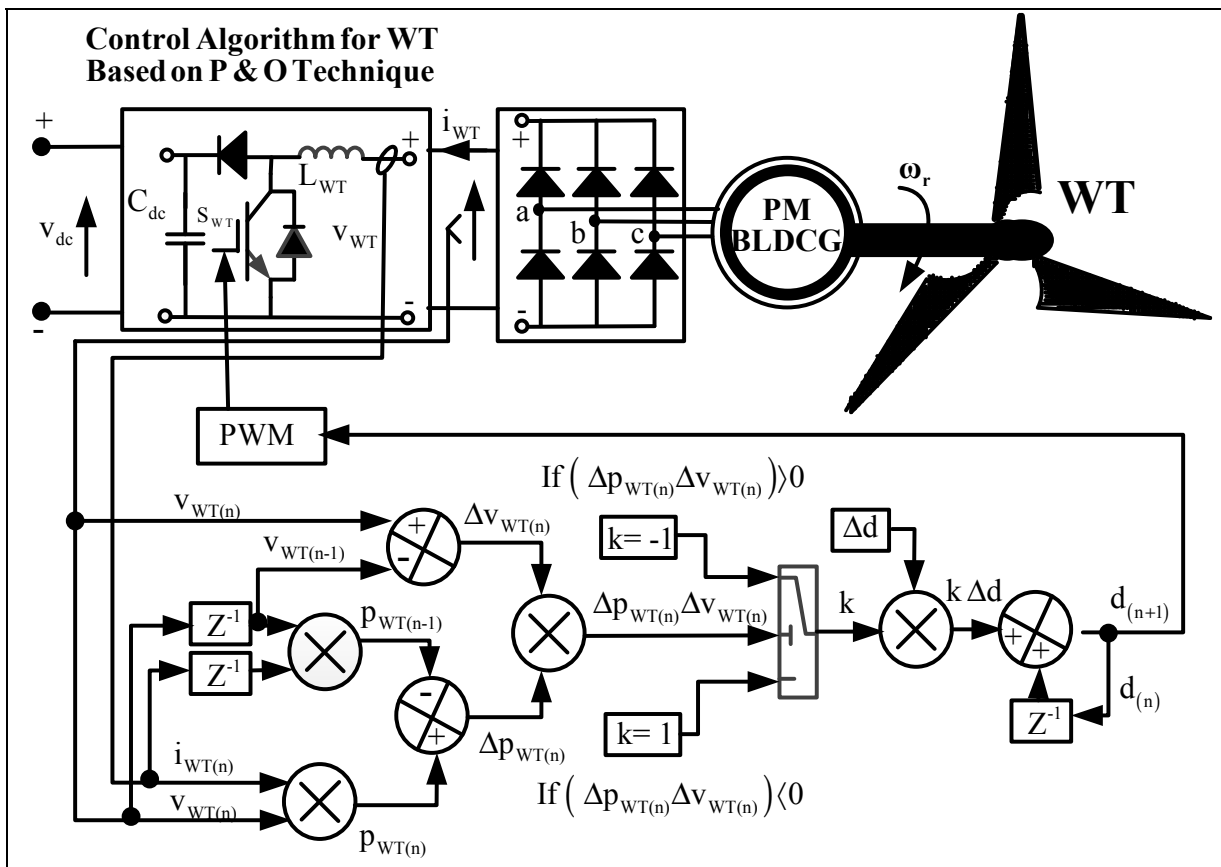 Control Algorithm for WT
Based on P & O Technique
+
-
v_dc
C_dc
S_WT
L_WT
v_WT
+
-
i_WT
+
-
a
b
c
PM
BLDCG
ω_r
WT
PWM
If ( Δp_WT(n) Δv_WT(n) )⟩0
v_WT(n)
+
-
Δv_WT(n)
k= -1
Δd
v_WT(n-1)
Z⁻¹
p_WT(n-1)
Δp_WT(n) Δv_WT(n)
k
k Δd
+
+
d_(n+1)
Z⁻¹
-
+
Δp_WT(n)
k= 1
Z⁻¹
d_(n)
i_WT(n)
v_WT(n)
p_WT(n)
If ( Δp_WT(n) Δv_WT(n) )⟨0